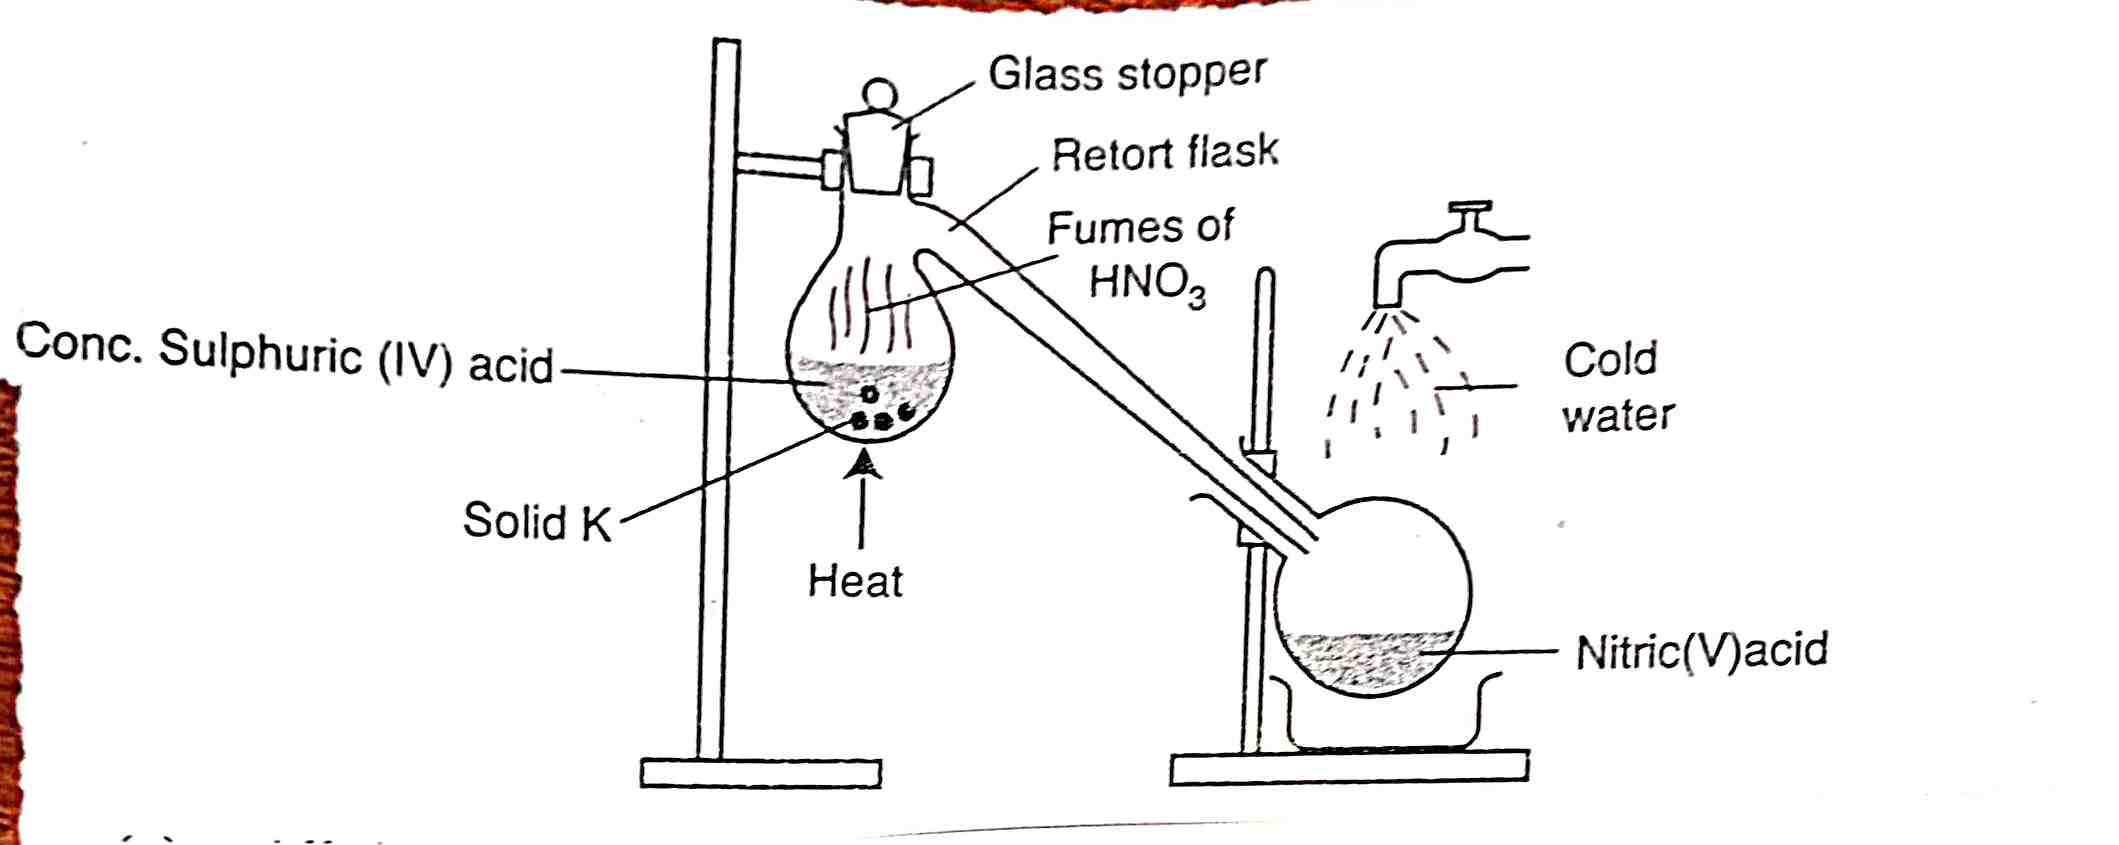 Glass stopper
Retort flask
Fumes of
HNO₃
Conc. Sulphuric (IV) acid
Cold
water
Solid K
Heat
Nitric(V)acid